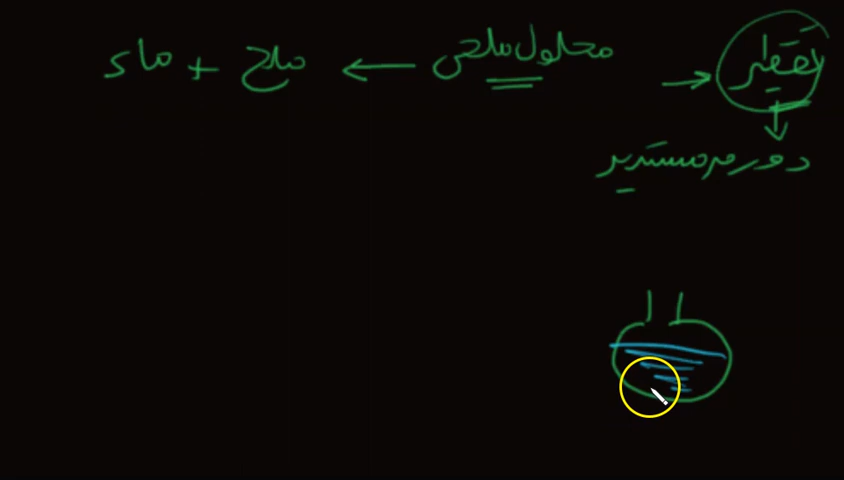 تقطير → محلول ملحي ← ملح + ماء
دورق مستدير